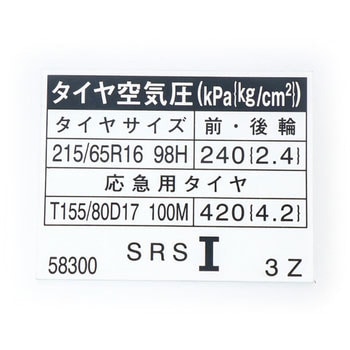 タイヤ空気圧(kPa{kg/cm²})
タイヤサイズ 前・後輪
215/65R16 98H 240{2.4}
応急用タイヤ
T155/80D17 100M 420{4.2}
SRS I
58300 3Z